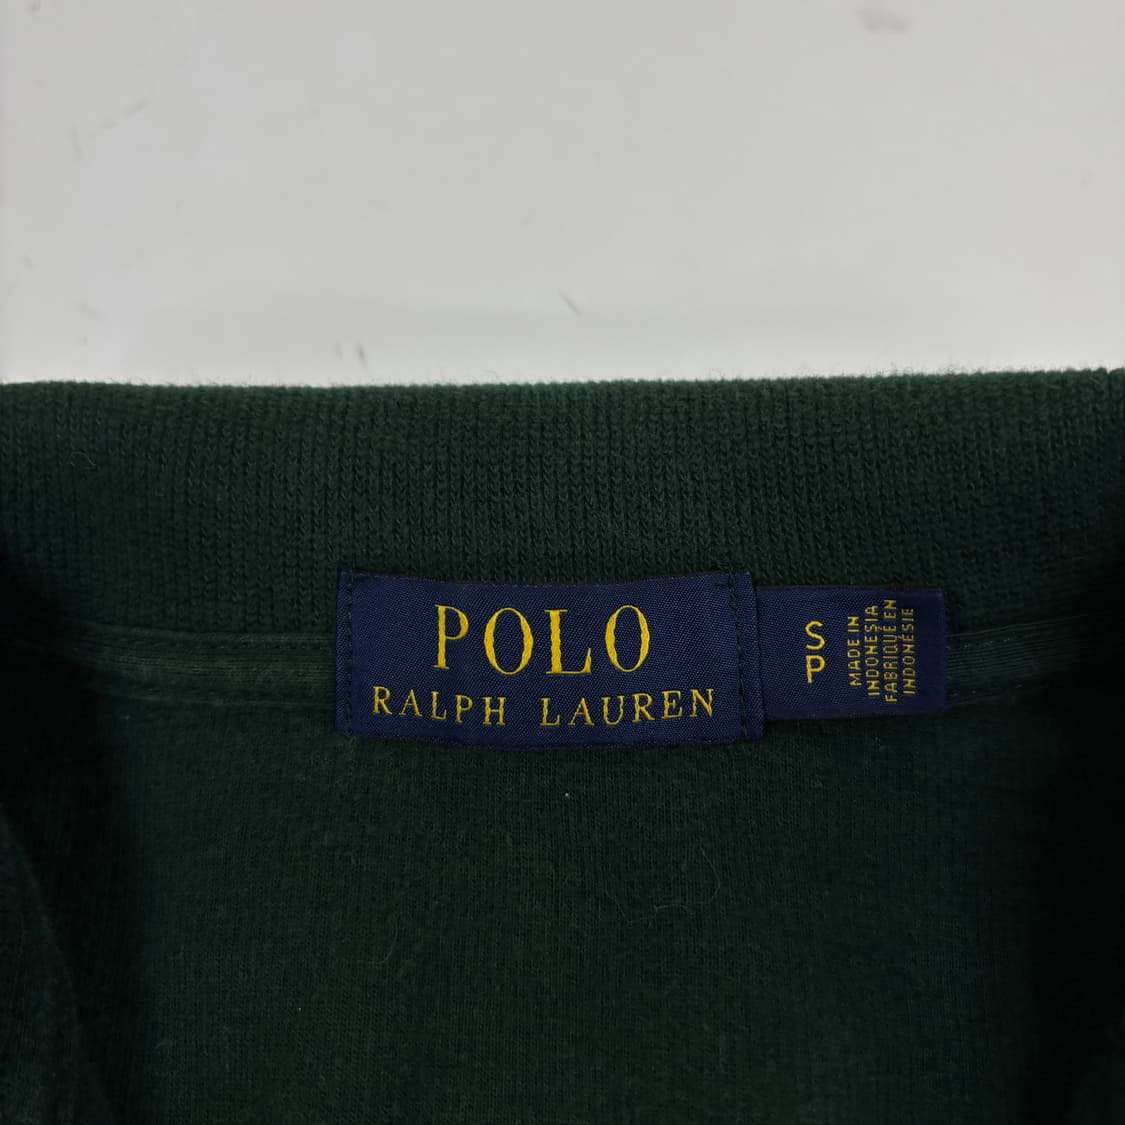 POLO
RALPH LAUREN
S
P
MADE IN
INDONESIA
FABRIQUÉ EN
INDONÉSIE